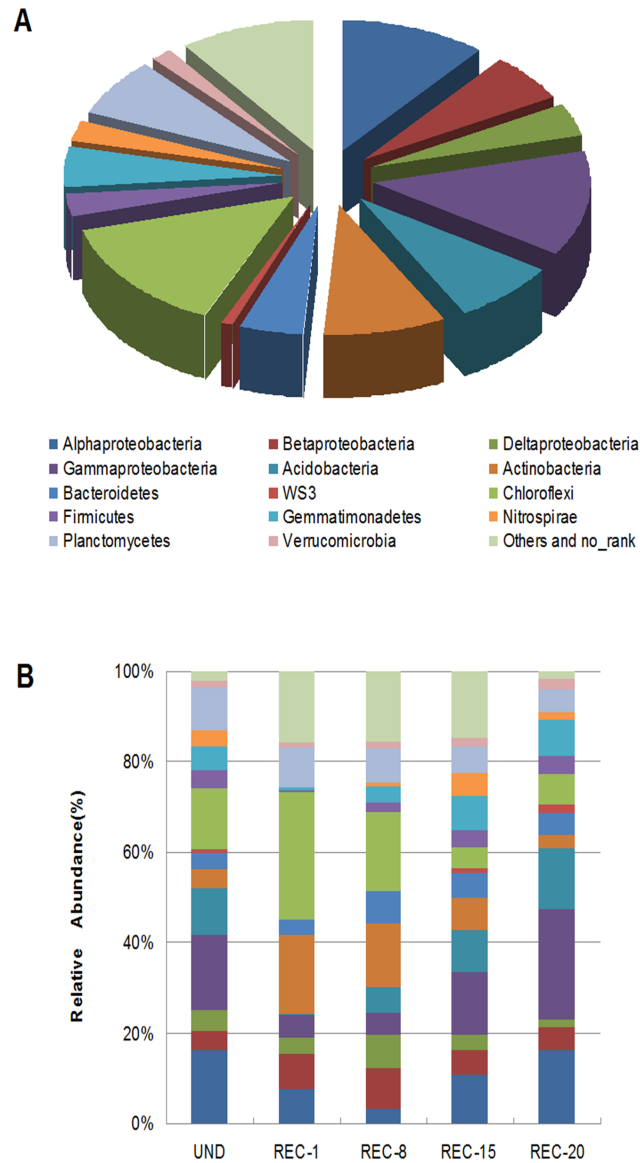 A
Alphaproteobacteria Betaproteobacteria Deltaproteobacteria
Gammaproteobacteria Acidobacteria Actinobacteria
Bacteroidetes WS3 Chloroflexi
Firmicutes Gemmatimonadetes Nitrospirae
Planctomycetes Verrucomicrobia Others and no_rank
B
100%
80%
60%
40%
20%
0%
Relative Abundance(%)
UND REC-1 REC-8 REC-15 REC-20